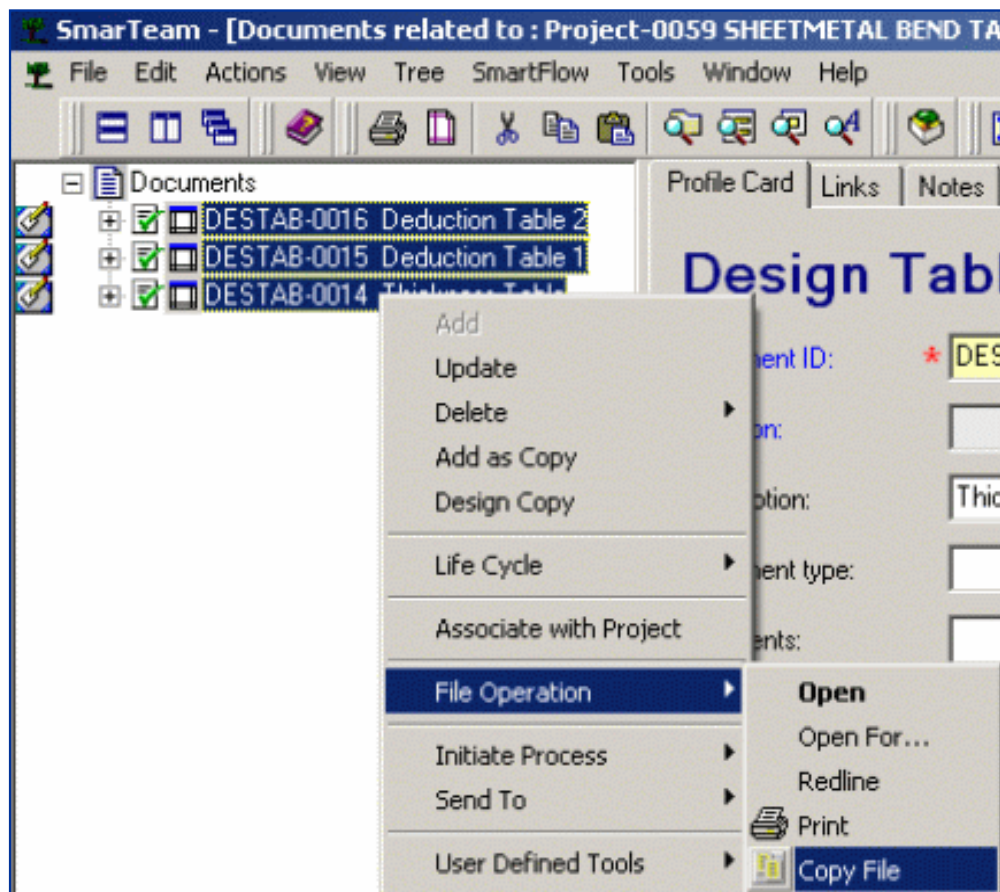 SmarTeam - [Documents related to : Project-0059 SHEETMETAL BEND TA
File Edit Actions View Tree SmartFlow Tools Window Help
Documents
DESTAB-0016 Deduction Table 2
DESTAB-0015 Deduction Table 1
DESTAB-0014 Thickness Table
Profile Card Links Notes
Design Tabl
ment ID: * DES
on:
ption: Thic
ment type:
ents:
Add
Update
Delete
Add as Copy
Design Copy
Life Cycle
Associate with Project
File Operation
Initiate Process
Send To
User Defined Tools
Open
Open For...
Redline
Print
Copy File